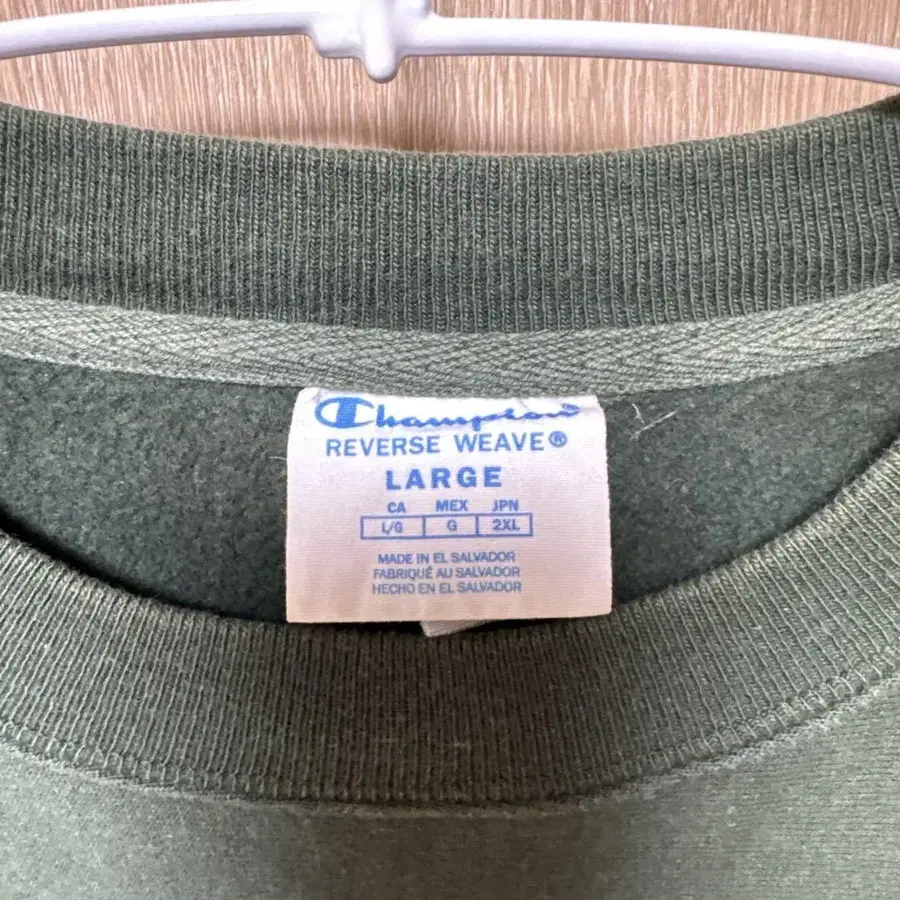 Champion
REVERSE WEAVE®
LARGE
CA MEX JPN
L/G G 2XL
MADE IN EL SALVADOR
FABRIQUÉ AU SALVADOR
HECHO EN EL SALVADOR